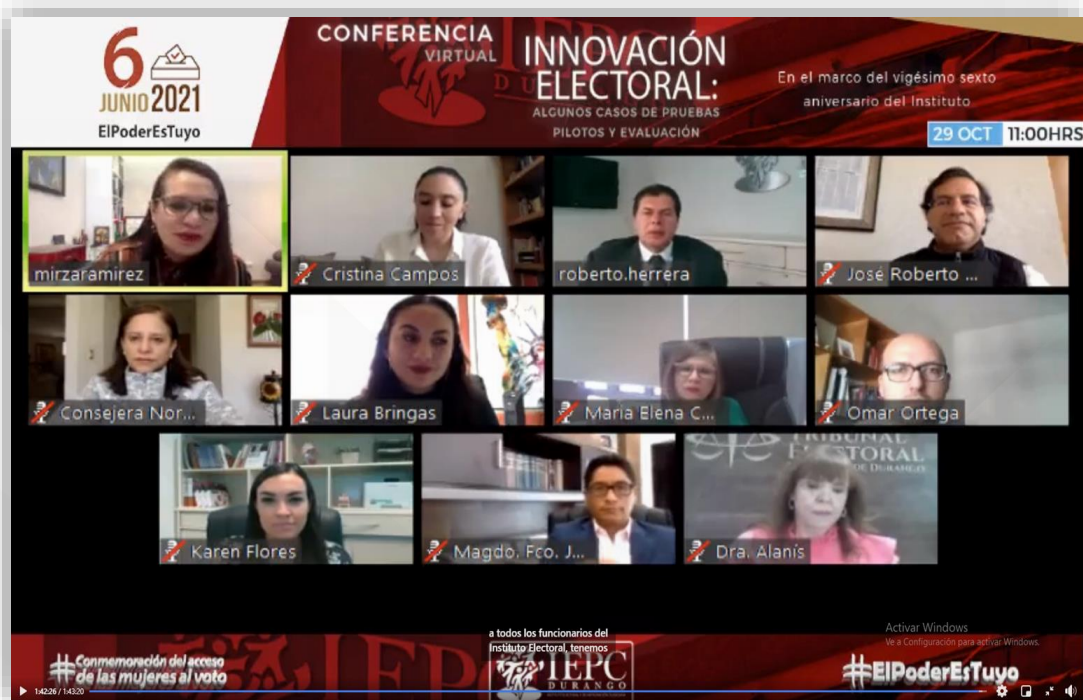 6
JUNIO 2021
ElPoderEsTuyo
CONFERENCIA
VIRTUAL
INNOVACIÓN
ELECTORAL:
ALGUNOS CASOS DE PRUEBAS
PILOTOS Y EVALUACIÓN
En el marco del vigésimo sexto
aniversario del Instituto
29 OCT 11:00HRS
mirzaramirez
Cristina Campos
roberto.herrera
José Roberto ...
Consejera Nor...
Laura Bringas
Maria Elena C...
Omar Ortega
TRIBUNAL
ELECTORAL
DE DURANGO
Karen Flores
Magdo. Fco. J...
Dra. Alanís
a todos los funcionarios del
Instituto Electoral, tenemos
Activar Windows
Ve a Configuración para activar Windows.
#Conmemoración del acceso
de las mujeres al voto
IEPC
DURANGO
#ElPoderEsTuyo
1:42:26 / 1:43:20